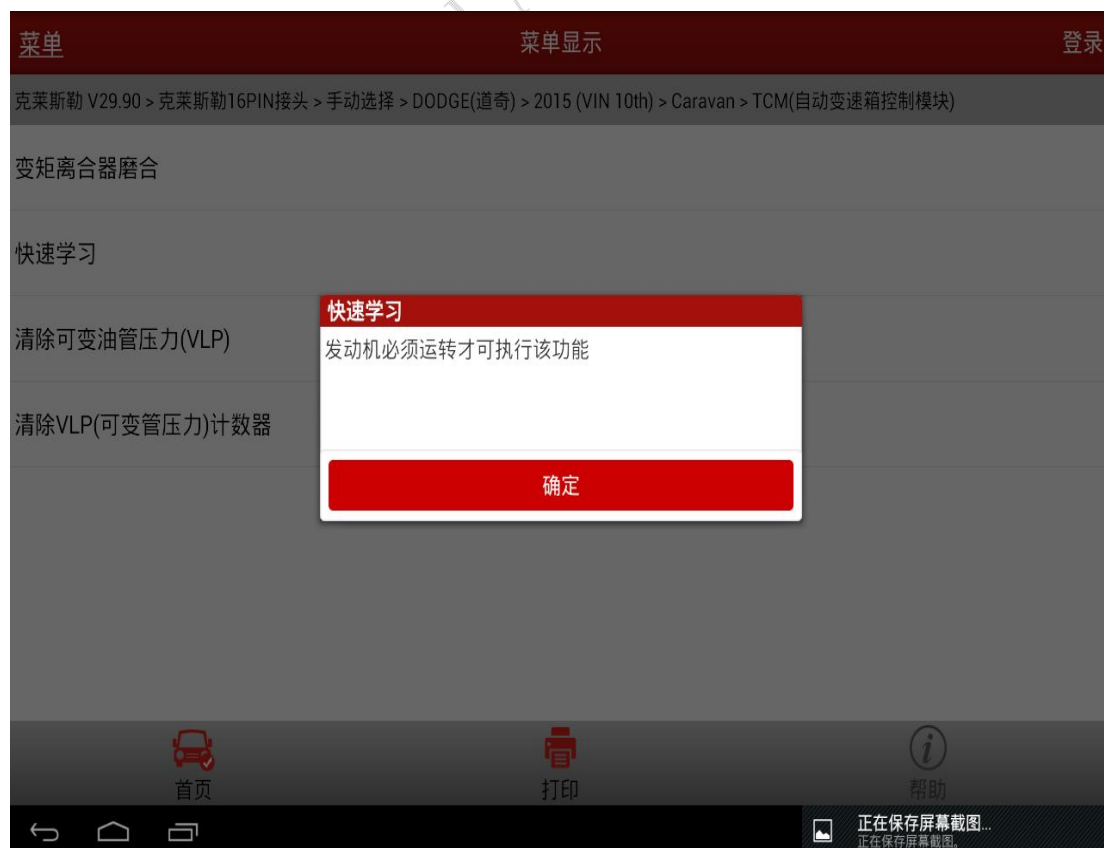 菜单 菜单显示 登录
克莱斯勒 V29.90 > 克莱斯勒16PIN接头 > 手动选择 > DODGE(道奇) > 2015 (VIN 10th) > Caravan > TCM(自动变速箱控制模块)
变矩离合器磨合
快速学习
清除可变油管压力(VLP)
清除VLP(可变管压力)计数器
快速学习
发动机必须运转才可执行该功能
确定
首页 打印 帮助
正在保存屏幕截图...
正在保存屏幕截图。